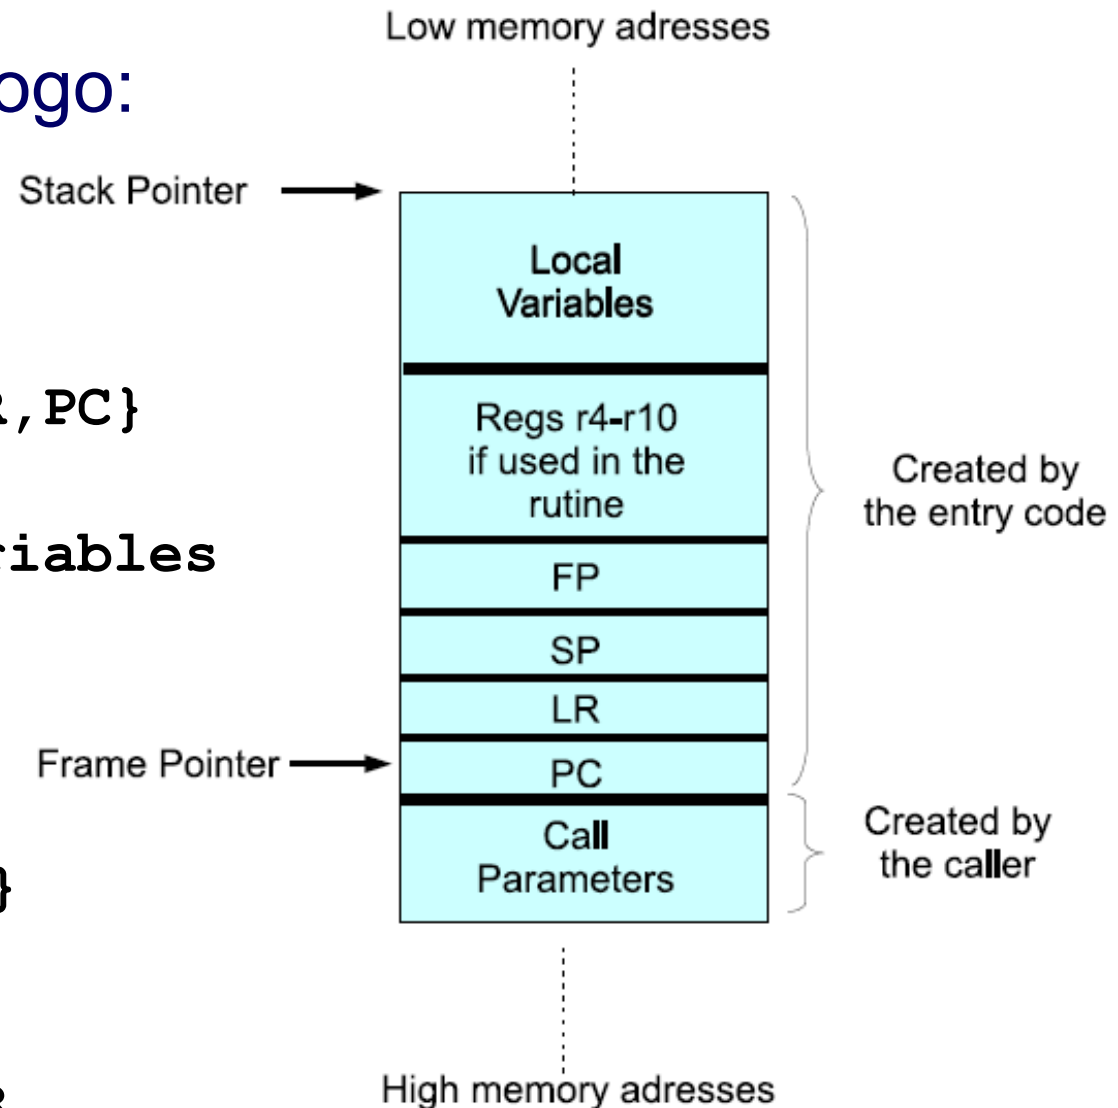 Low memory adresses
ogo:
Stack Pointer
Local
Variables
R,PC}
Regs r4-r10
if used in the
rutine
Created by
the entry code
riables
FP
SP
LR
Frame Pointer
PC
Call
Parameters
Created by
the caller
}
High memory adresses